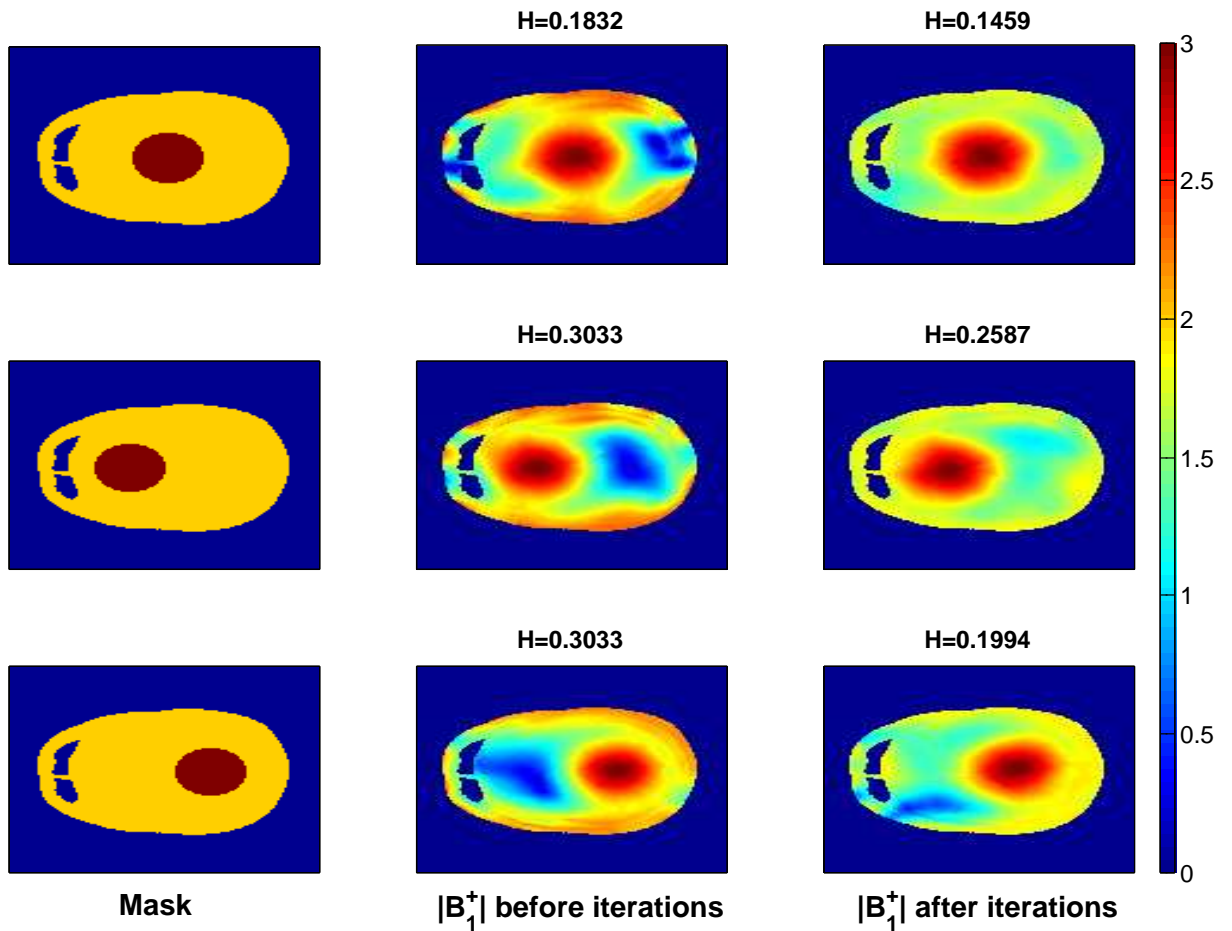 H=0.1832
H=0.1459
3
2.5
2
1.5
1
0.5
0
H=0.3033
H=0.2587
H=0.3033
H=0.1994
Mask
|B₁⁺| before iterations
|B₁⁺| after iterations